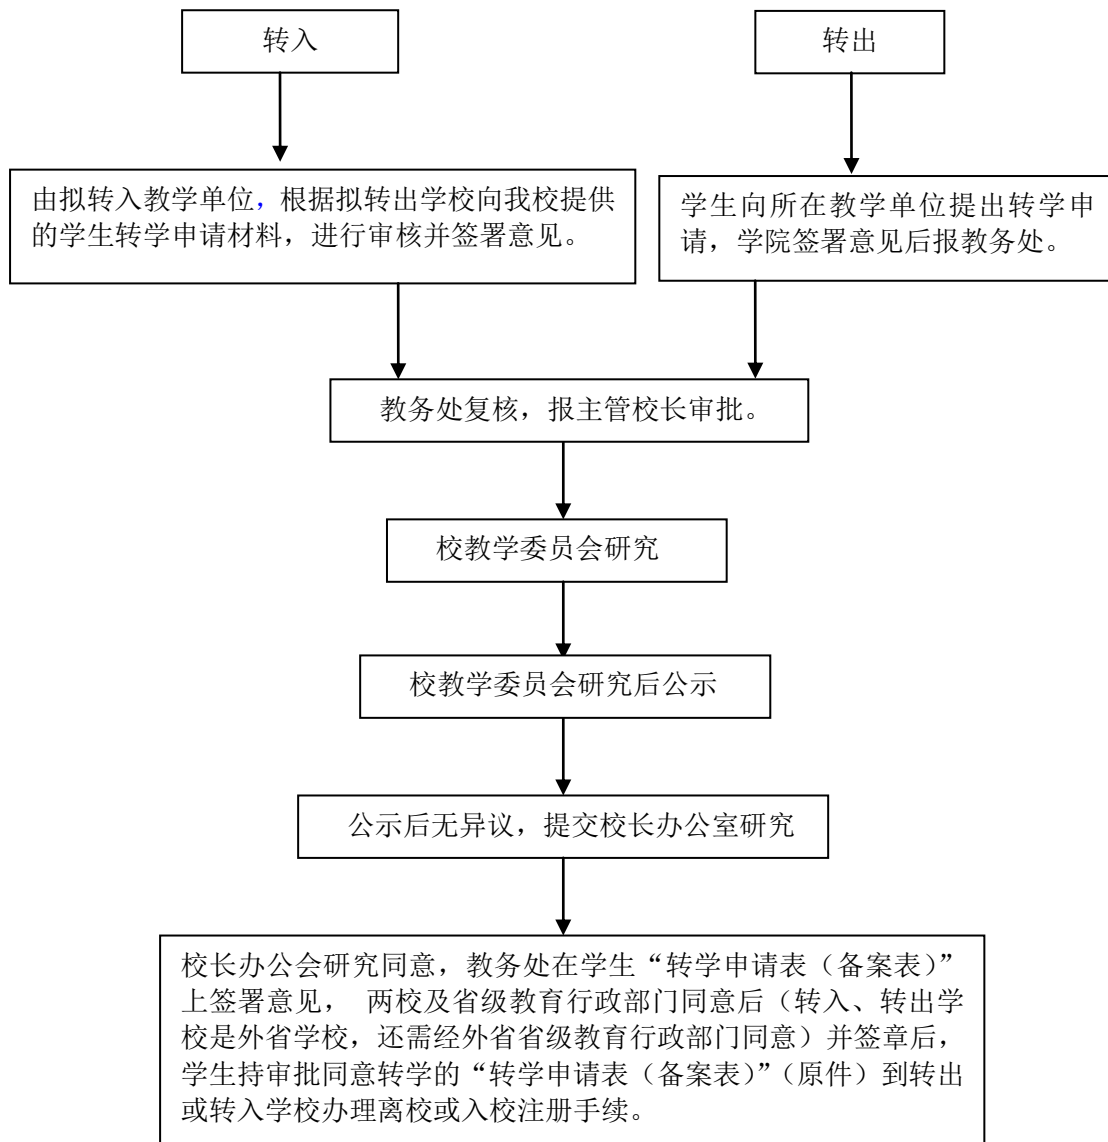 转入
转出
由拟转入教学单位，根据拟转出学校向我校提供
的学生转学申请材料，进行审核并签署意见。
学生向所在教学单位提出转学申
请，学院签署意见后报教务处。
教务处复核，报主管校长审批。
校教学委员会研究
校教学委员会研究后公示
公示后无异议，提交校长办公室研究
校长办公会研究同意，教务处在学生“转学申请表（备案表）”
上签署意见， 两校及省级教育行政部门同意后（转入、转出学
校是外省学校，还需经外省省级教育行政部门同意）并签章后，
学生持审批同意转学的“转学申请表（备案表）”（原件）到转出
或转入学校办理离校或入校注册手续。